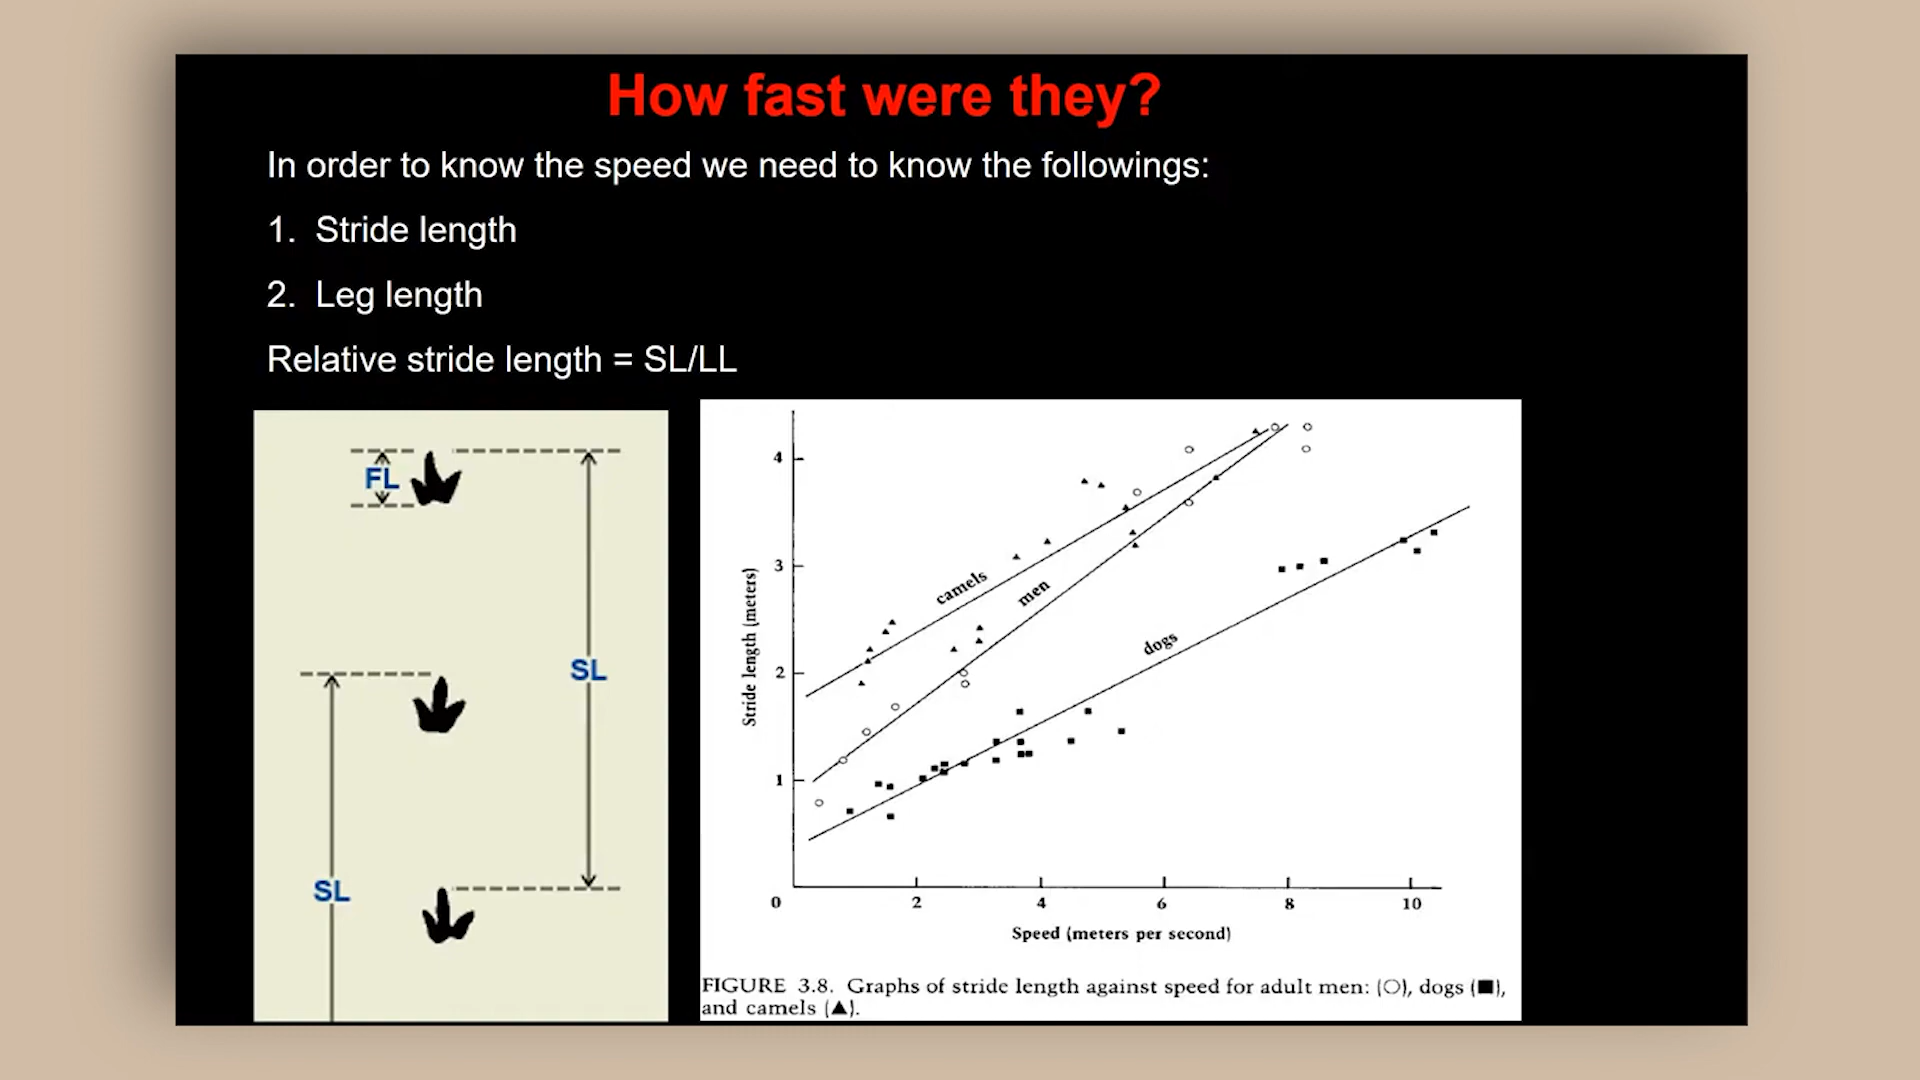 How fast were they?
In order to know the speed we need to know the followings:
1. Stride length
2. Leg length
Relative stride length = SL/LL
FL
SL
SL
4
3
2
1
0
2
4
6
8
10
Stride length (meters)
camels
men
dogs
Speed (meters per second)
FIGURE 3.8. Graphs of stride length against speed for adult men: (○), dogs (■),
and camels (▲).